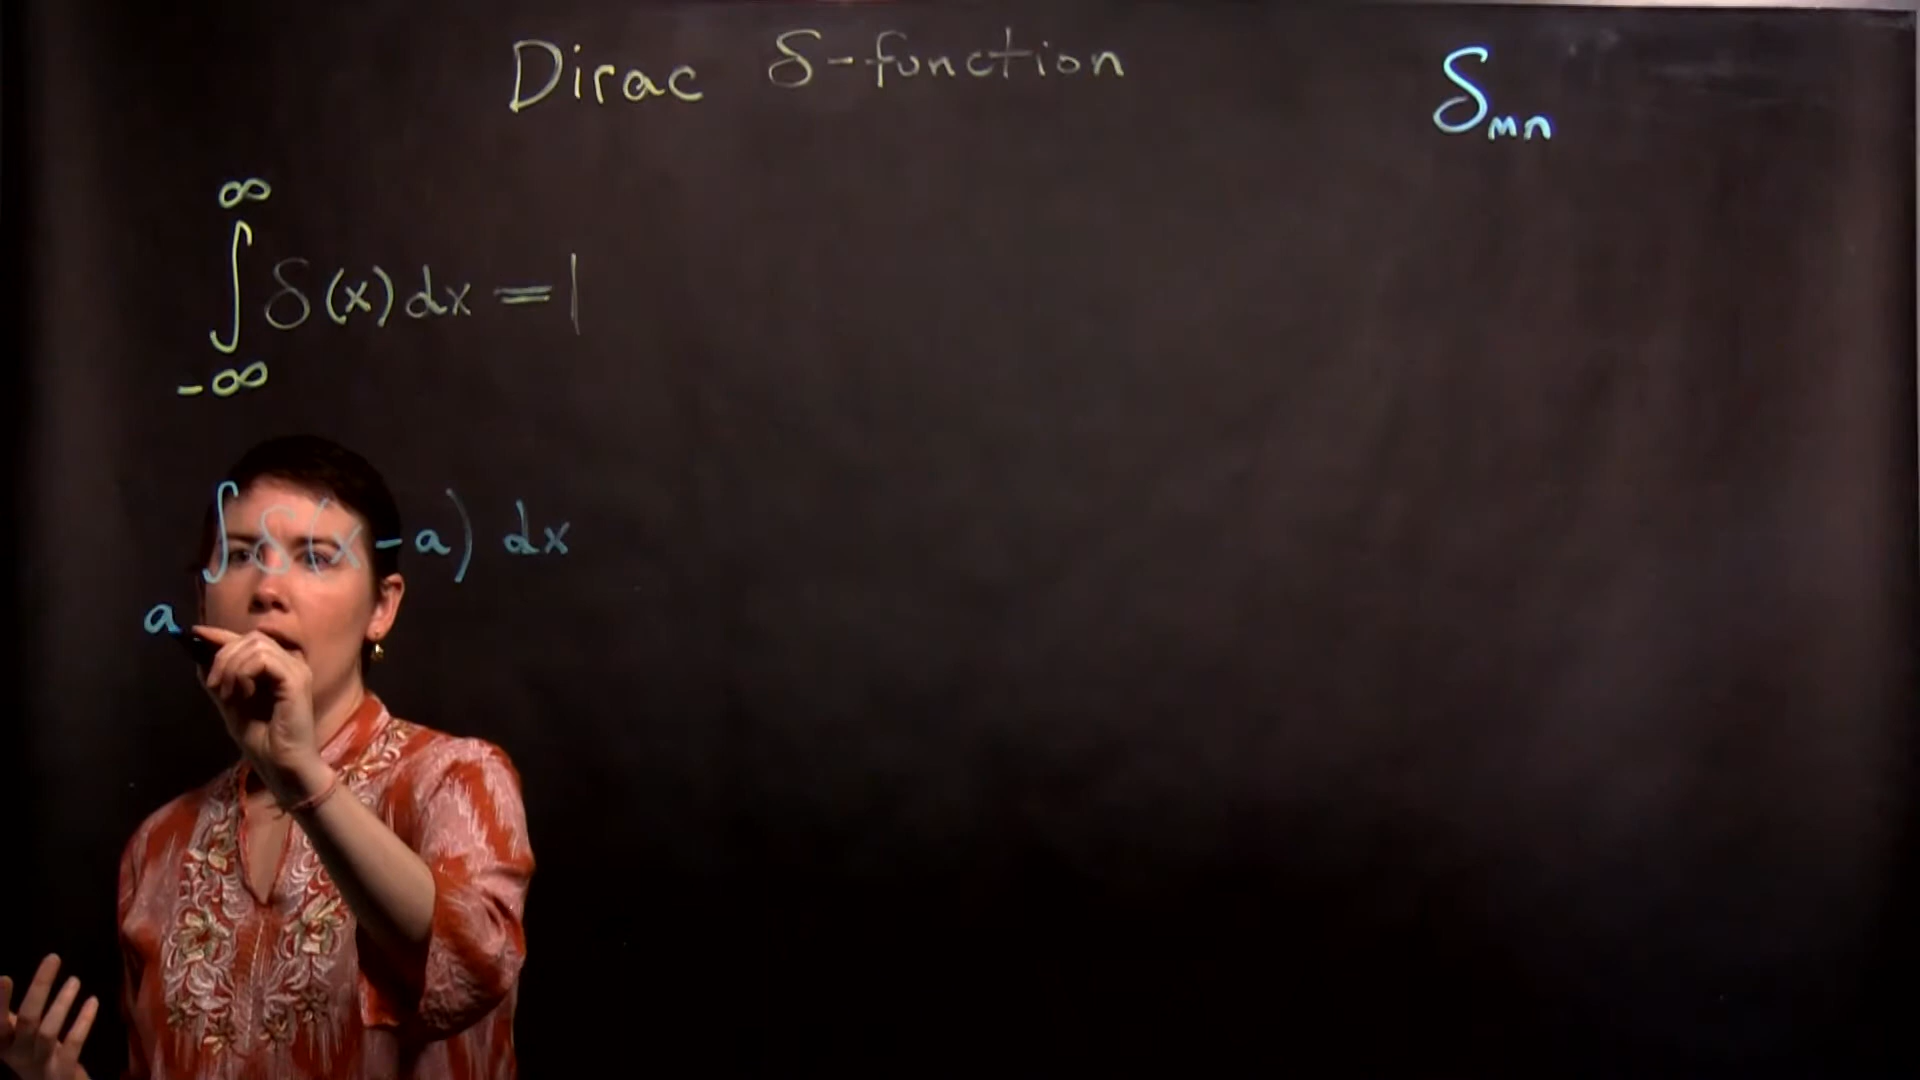 Dirac δ-function
δmn
∞
∫ δ(x) dx = 1
-∞
∫ δ(x-a) dx
a